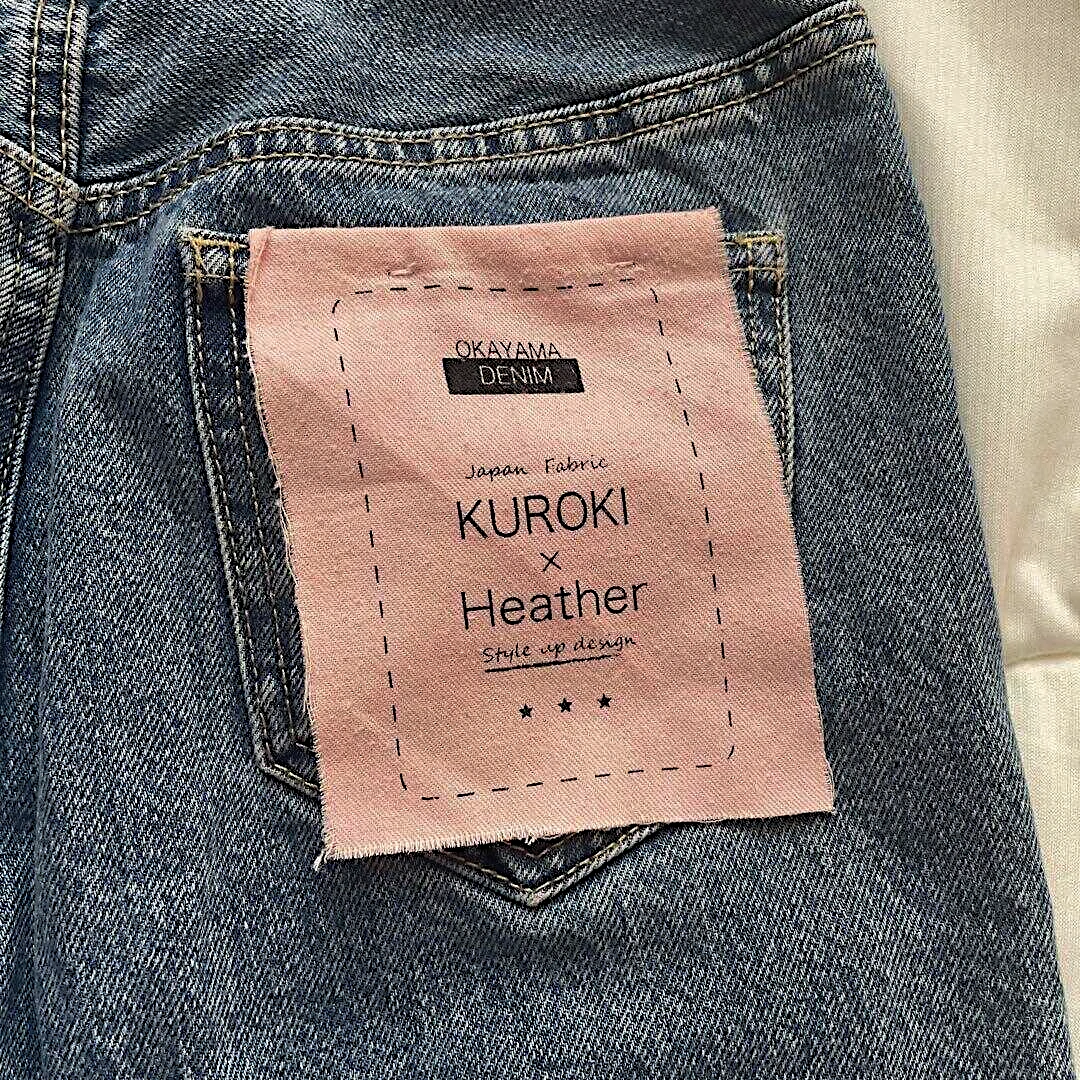 OKAYAMA
DENIM
Japan Fabric
KUROKI
×
Heather
Style up design
★ ★ ★